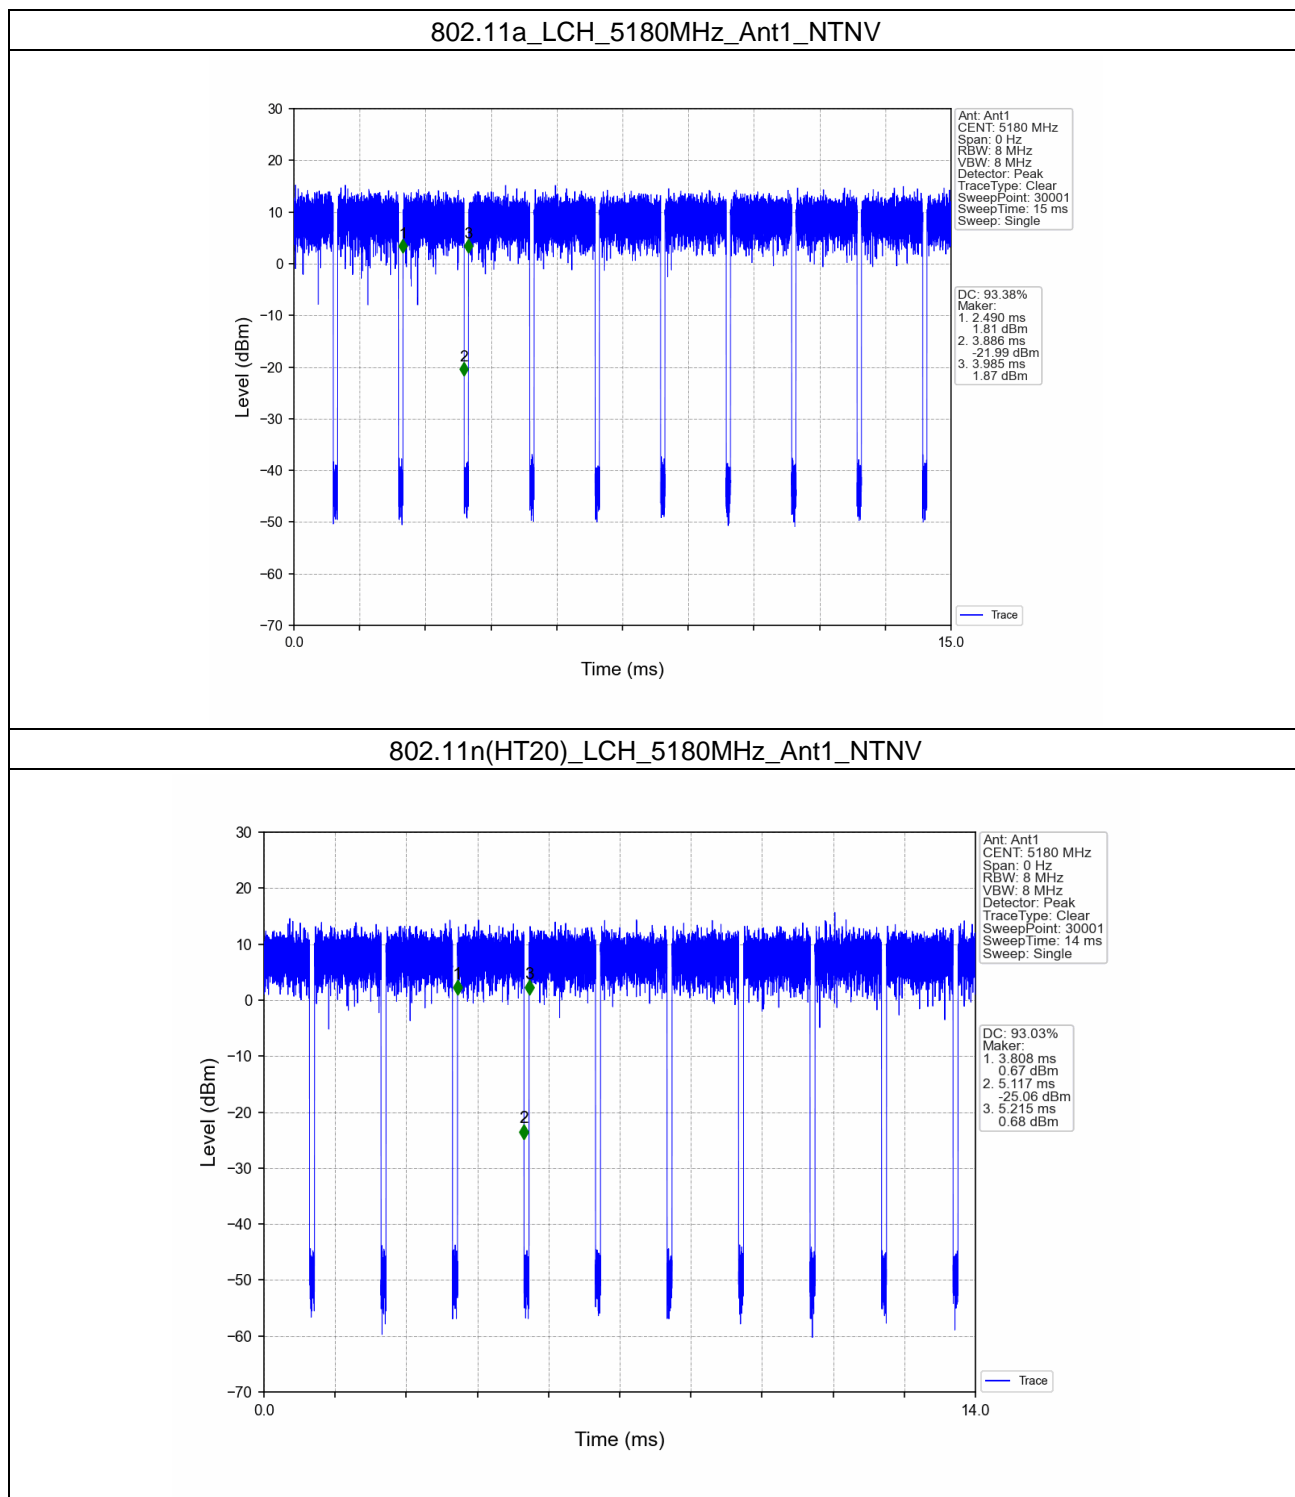 802.11a_LCH_5180MHz_Ant1_NTNV
30
20
10
0
−10
−20
−30
−40
−50
−60
−70
Level (dBm)
0.0
15.0
Time (ms)
1
2
3
Ant: Ant1
CENT: 5180 MHz
Span: 0 Hz
RBW: 8 MHz
VBW: 8 MHz
Detector: Peak
TraceType: Clear
SweepPoint: 30001
SweepTime: 15 ms
Sweep: Single
DC: 93.38%
Maker:
1. 2.490 ms
1.81 dBm
2. 3.886 ms
-21.99 dBm
3. 3.985 ms
1.87 dBm
Trace
802.11n(HT20)_LCH_5180MHz_Ant1_NTNV
30
20
10
0
−10
−20
−30
−40
−50
−60
−70
Level (dBm)
0.0
14.0
Time (ms)
1
2
3
Ant: Ant1
CENT: 5180 MHz
Span: 0 Hz
RBW: 8 MHz
VBW: 8 MHz
Detector: Peak
TraceType: Clear
SweepPoint: 30001
SweepTime: 14 ms
Sweep: Single
DC: 93.03%
Maker:
1. 3.808 ms
0.67 dBm
2. 5.117 ms
-25.06 dBm
3. 5.215 ms
0.68 dBm
Trace